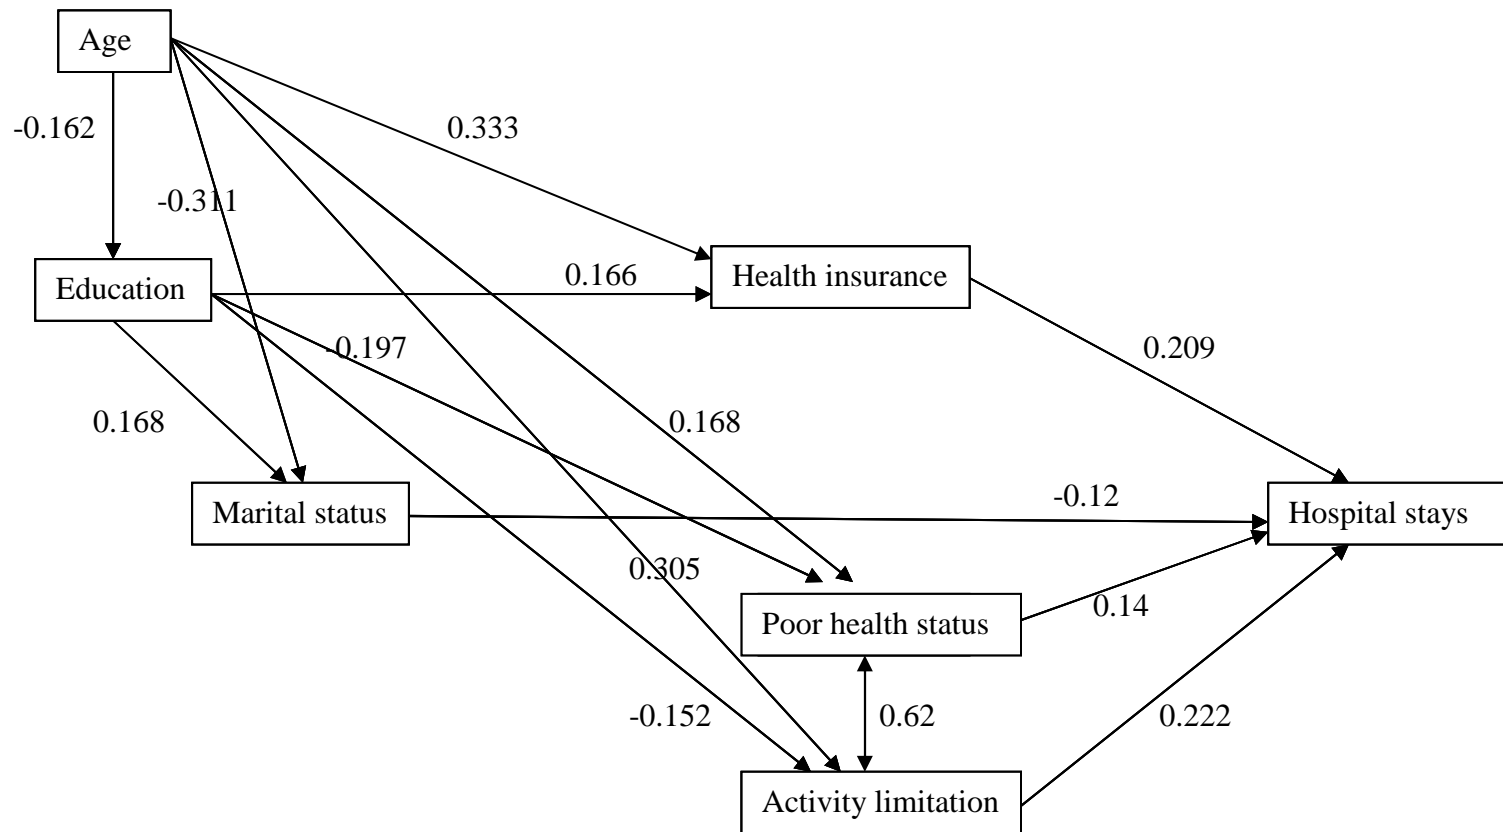 Age
-0.162
0.333
-0.311
Education
0.166
Health insurance
-0.197
0.209
0.168
0.168
Marital status
-0.12
Hospital stays
0.305
0.14
Poor health status
-0.152
0.62
0.222
Activity limitation